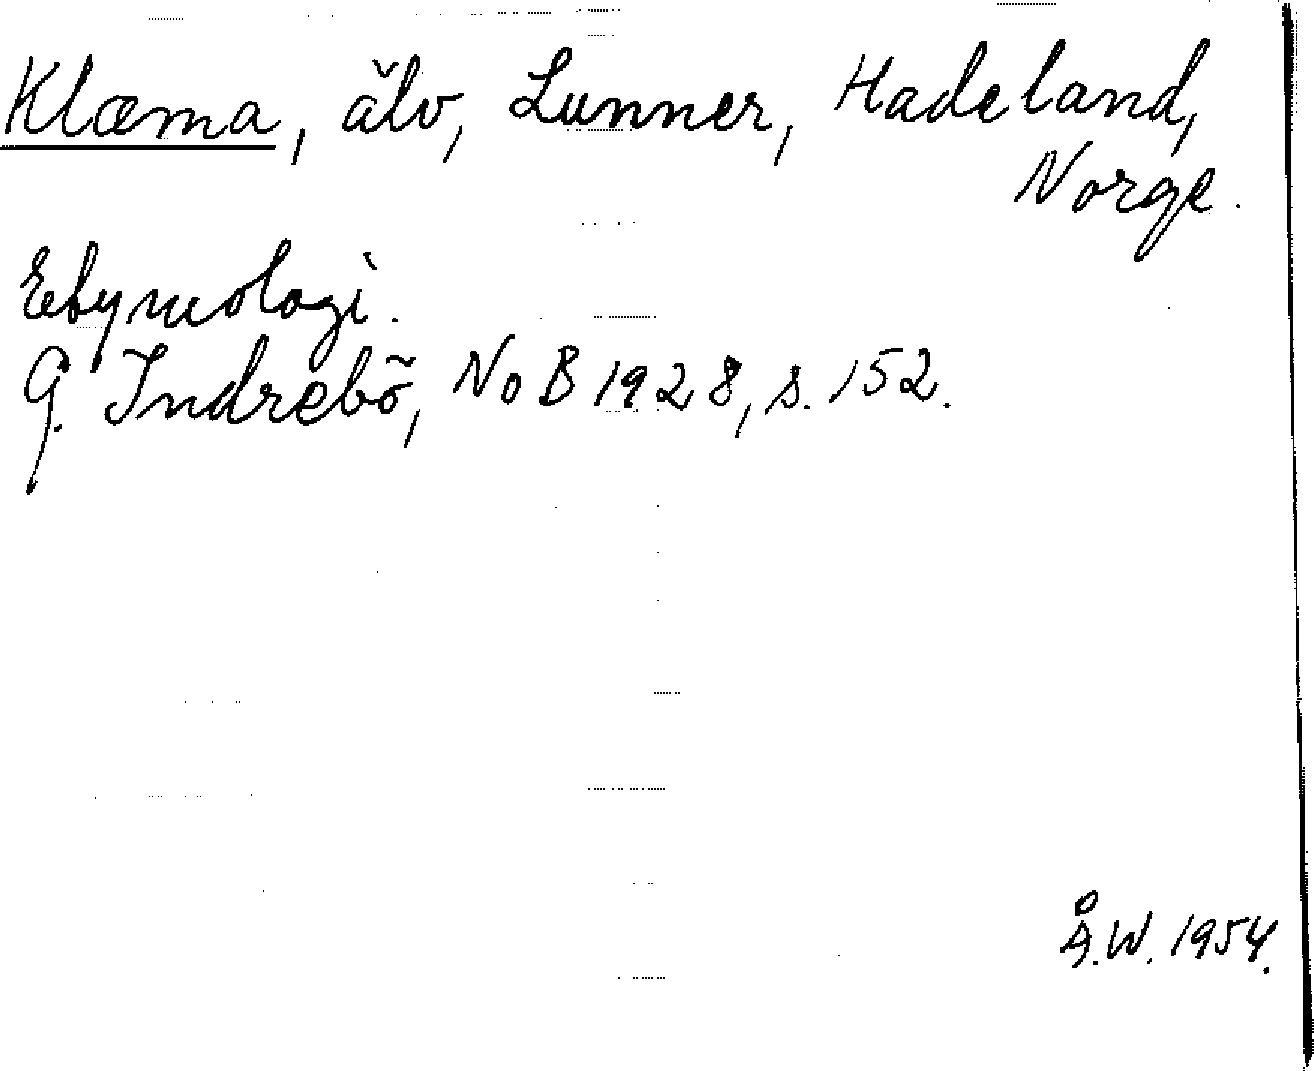 Klæma, älv, Lunner, Hadeland,
Norge.
Etymologi.
G. Indrebö, NoB 1928, s. 152.
Å.W. 1954.